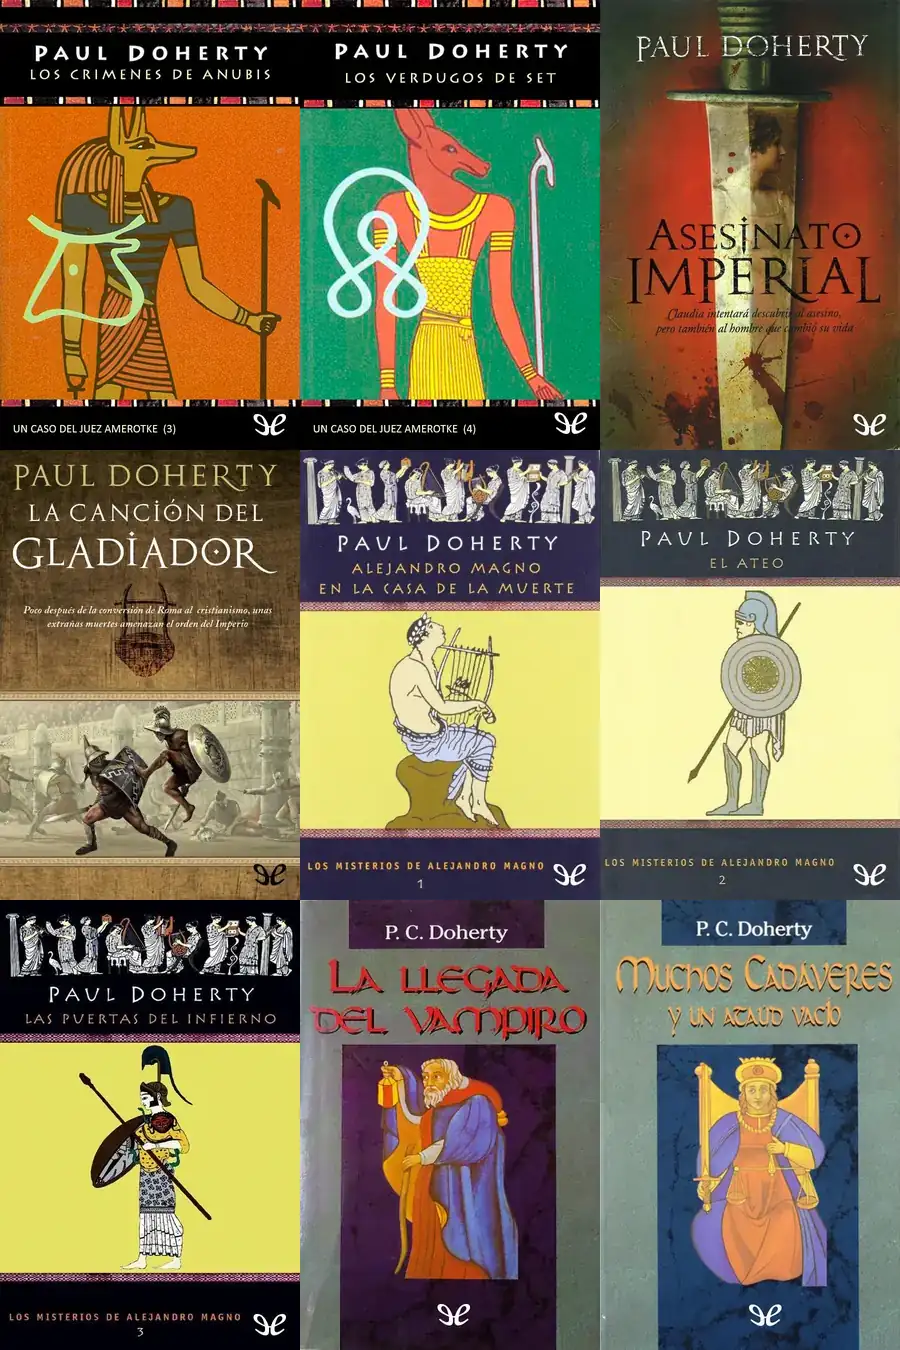 PAUL DOHERTY
LOS CRIMENES DE ANUBIS
UN CASO DEL JUEZ AMEROTKE (3)
PAUL DOHERTY
LOS VERDUGOS DE SET
UN CASO DEL JUEZ AMEROTKE (4)
PAUL DOHERTY
ASESINATO
IMPERIAL
Claudia intentará descubrir al asesino,
pero también al hombre que cambió su vida
PAUL DOHERTY
LA CANCIÓN DEL
GLADIADOR
Poco después de la conversión de Roma al cristianismo, unas
extrañas muertes amenazan el orden del Imperio
PAUL DOHERTY
ALEJANDRO MAGNO
EN LA CASA DE LA MUERTE
LOS MISTERIOS DE ALEJANDRO MAGNO
1
PAUL DOHERTY
EL ATEO
LOS MISTERIOS DE ALEJANDRO MAGNO
2
PAUL DOHERTY
LAS PUERTAS DEL INFIERNO
LOS MISTERIOS DE ALEJANDRO MAGNO
3
P. C. Doherty
LA LLEGADA
DEL VAMPIRO
P. C. Doherty
MUCHOS CADAVERES
Y UN ATAÚD VACÍO